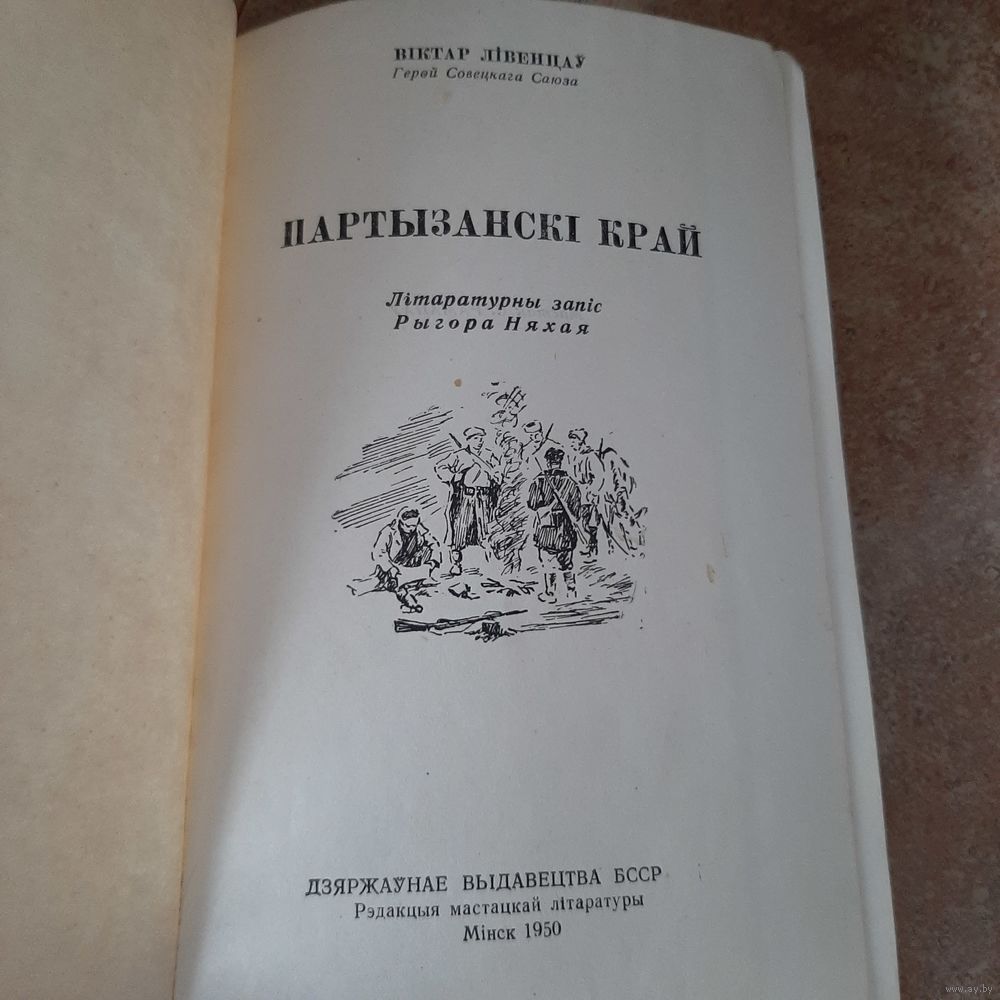 ВІКТАР ЛІВЕНЦАЎ
Герой Совецкага Саюза
ПАРТЫЗАНСКІ КРАЙ
Літаратурны запіс
Рыгора Няхая
ДЗЯРЖАЎНАЕ ВЫДАВЕЦТВА БССР
Рэдакцыя мастацкай літаратуры
Мінск 1950
www.ay.by